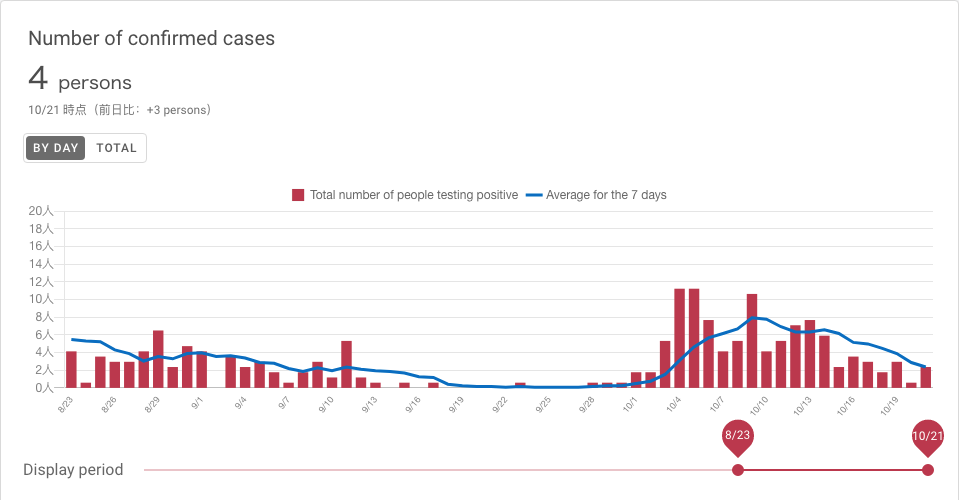 Number of confirmed cases
4 persons
10/21 時点（前日比：+3 persons）
BY DAY TOTAL
Total number of people testing positive Average for the 7 days
20人
18人
16人
14人
12人
10人
8人
6人
4人
2人
0人
8/23 8/26 8/29 9/1 9/4 9/7 9/10 9/13 9/16 9/19 9/22 9/25 9/28 10/1 10/4 10/7 10/10 10/13 10/16 10/19
8/23 10/21
Display period